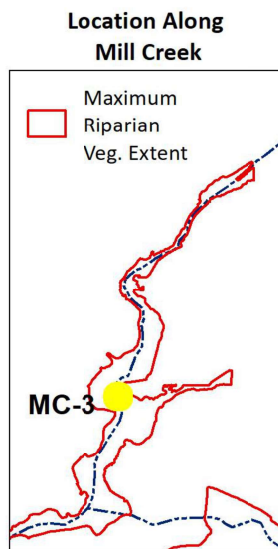 Location Along
Mill Creek
Maximum
Riparian
Veg. Extent
MC-3